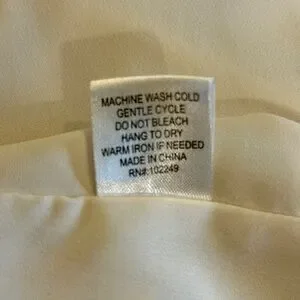 MACHINE WASH COLD
GENTLE CYCLE
DO NOT BLEACH
HANG TO DRY
WARM IRON IF NEEDED
MADE IN CHINA
RN#:102249